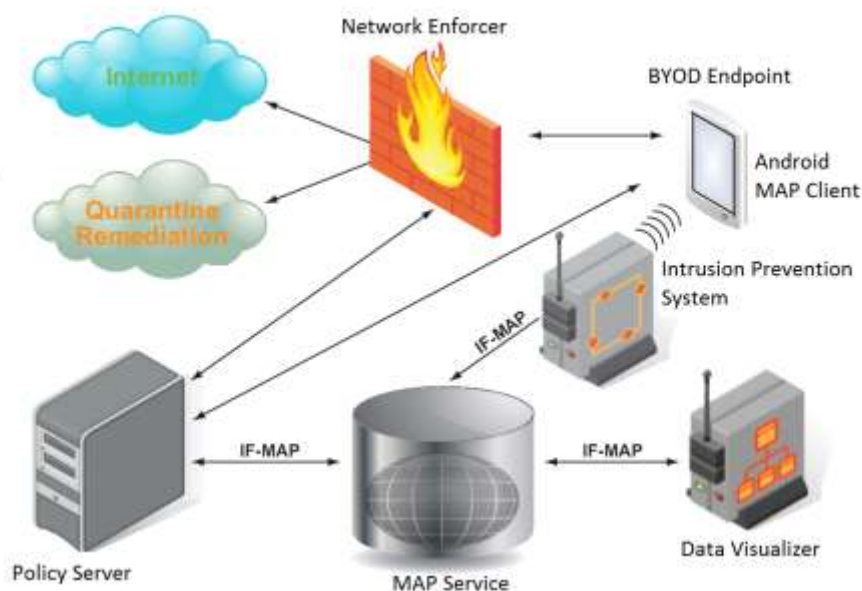 Network Enforcer
Internet
BYOD Endpoint
Android
MAP Client
Quarantine
Remediation
Intrusion Prevention
System
IF-MAP
IF-MAP
IF-MAP
Policy Server
MAP Service
Data Visualizer